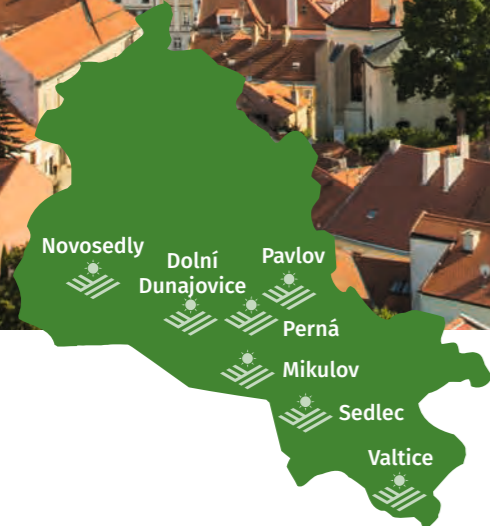 Novosedly
Dolní
Dunajovice
Pavlov
Perná
Mikulov
Sedlec
Valtice